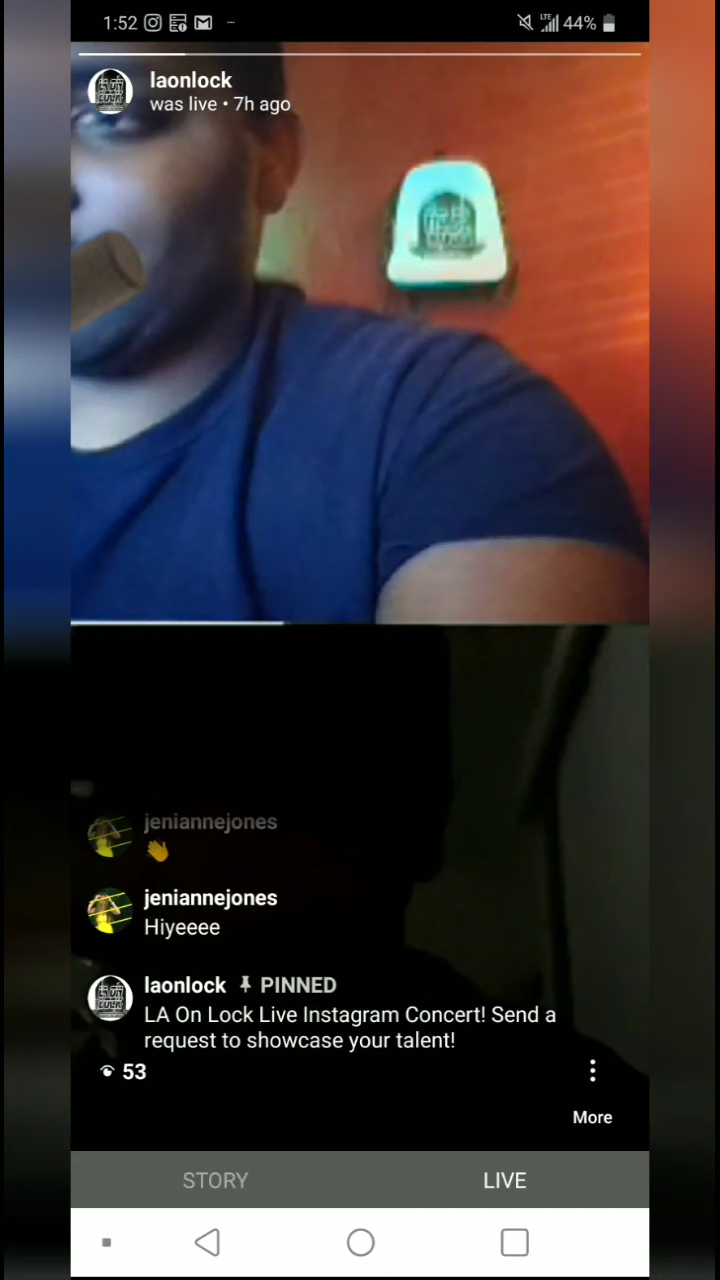 1:52
LTE 44%
laonlock
was live • 7h ago
jeniannejones
👋
jeniannejones
Hiyeeee
laonlock PINNED
LA On Lock Live Instagram Concert! Send a
request to showcase your talent!
53
More
STORY LIVE